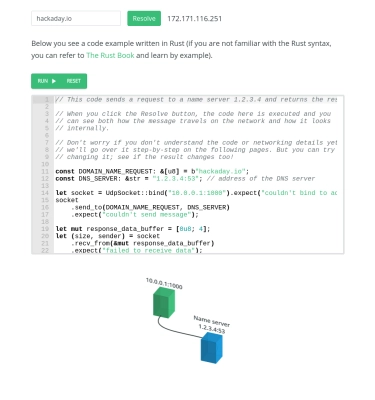 hackaday.io Resolve 172.171.116.251
Below you see a code example written in Rust (if you are not familiar with the Rust syntax,
you can refer to The Rust Book and learn by example).
RUN RESET
1 // This code sends a request to a name server 1.2.3.4 and returns the res
2
3 // When you click the Resolve button, the code here is executed and you
4 // can see both how the message travels on the network and how it looks
5 // internally.
6
7 // Don't worry if you don't understand the code or networking details yet
8 // we'll go over it step-by-step on the following pages. But you can try
9 // changing it; see if the result changes too!
10
11 const DOMAIN_NAME_REQUEST: &[u8] = b"hackaday.io";
12 const DNS_SERVER: &str = "1.2.3.4:53"; // address of the DNS server
13
14 let socket = UdpSocket::bind("10.0.0.1:1000").expect("couldn't bind to ad
15 socket
16 .send_to(DOMAIN_NAME_REQUEST, DNS_SERVER)
17 .expect("couldn't send message");
18
19 let mut response_data_buffer = [0u8; 4];
20 let (size, sender) = socket
21 .recv_from(&mut response_data_buffer)
22 .expect("failed to receive data");
10.0.0.1:1000
Name server
1.2.3.4:53